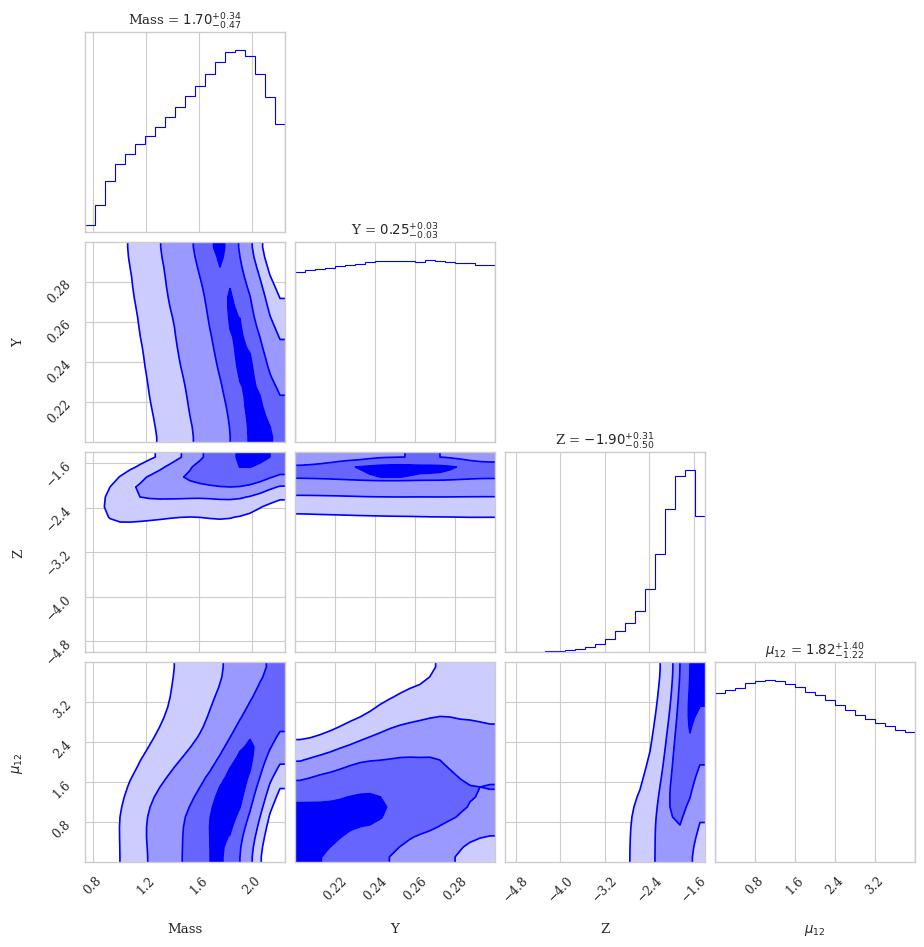 Mass = 1.70+0.34−0.47
Y = 0.25+0.03−0.03
0.28
0.26
0.24
0.22
Y
Z = −1.90+0.31−0.50
−1.6
−2.4
−3.2
−4.0
−4.8
Z
μ12 = 1.82+1.40−1.22
3.2
2.4
1.6
0.8
μ12
0.8 1.2 1.6 2.0 0.22 0.24 0.26 0.28 −4.8 −4.0 −3.2 −2.4 −1.6 0.8 1.6 2.4 3.2
Mass Y Z μ12